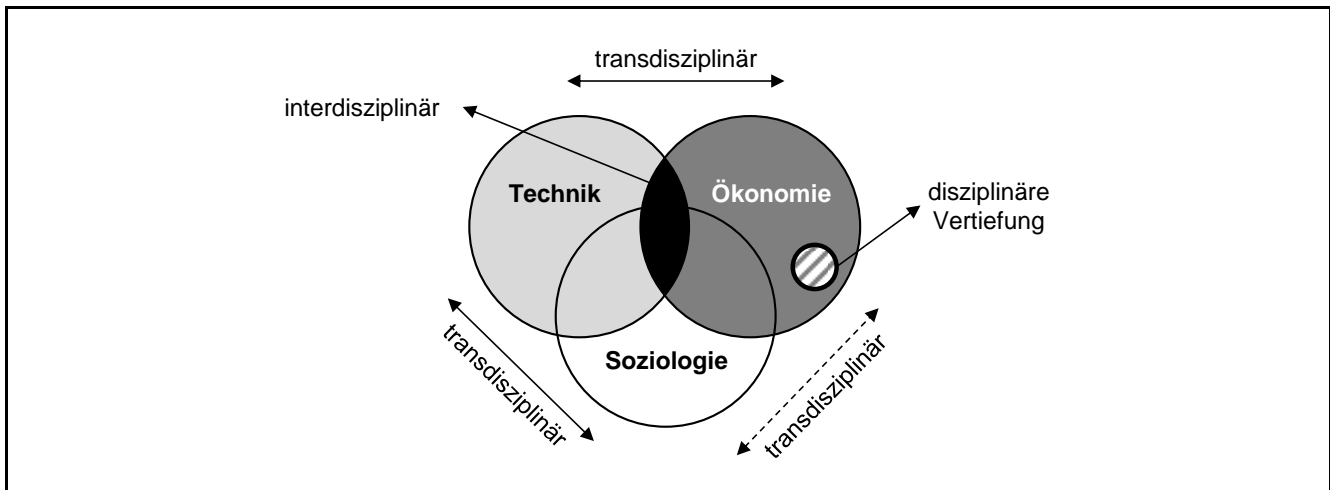 transdisziplinär
interdisziplinär
Technik
Ökonomie
disziplinäre
Vertiefung
Soziologie
transdisziplinär
transdisziplinär